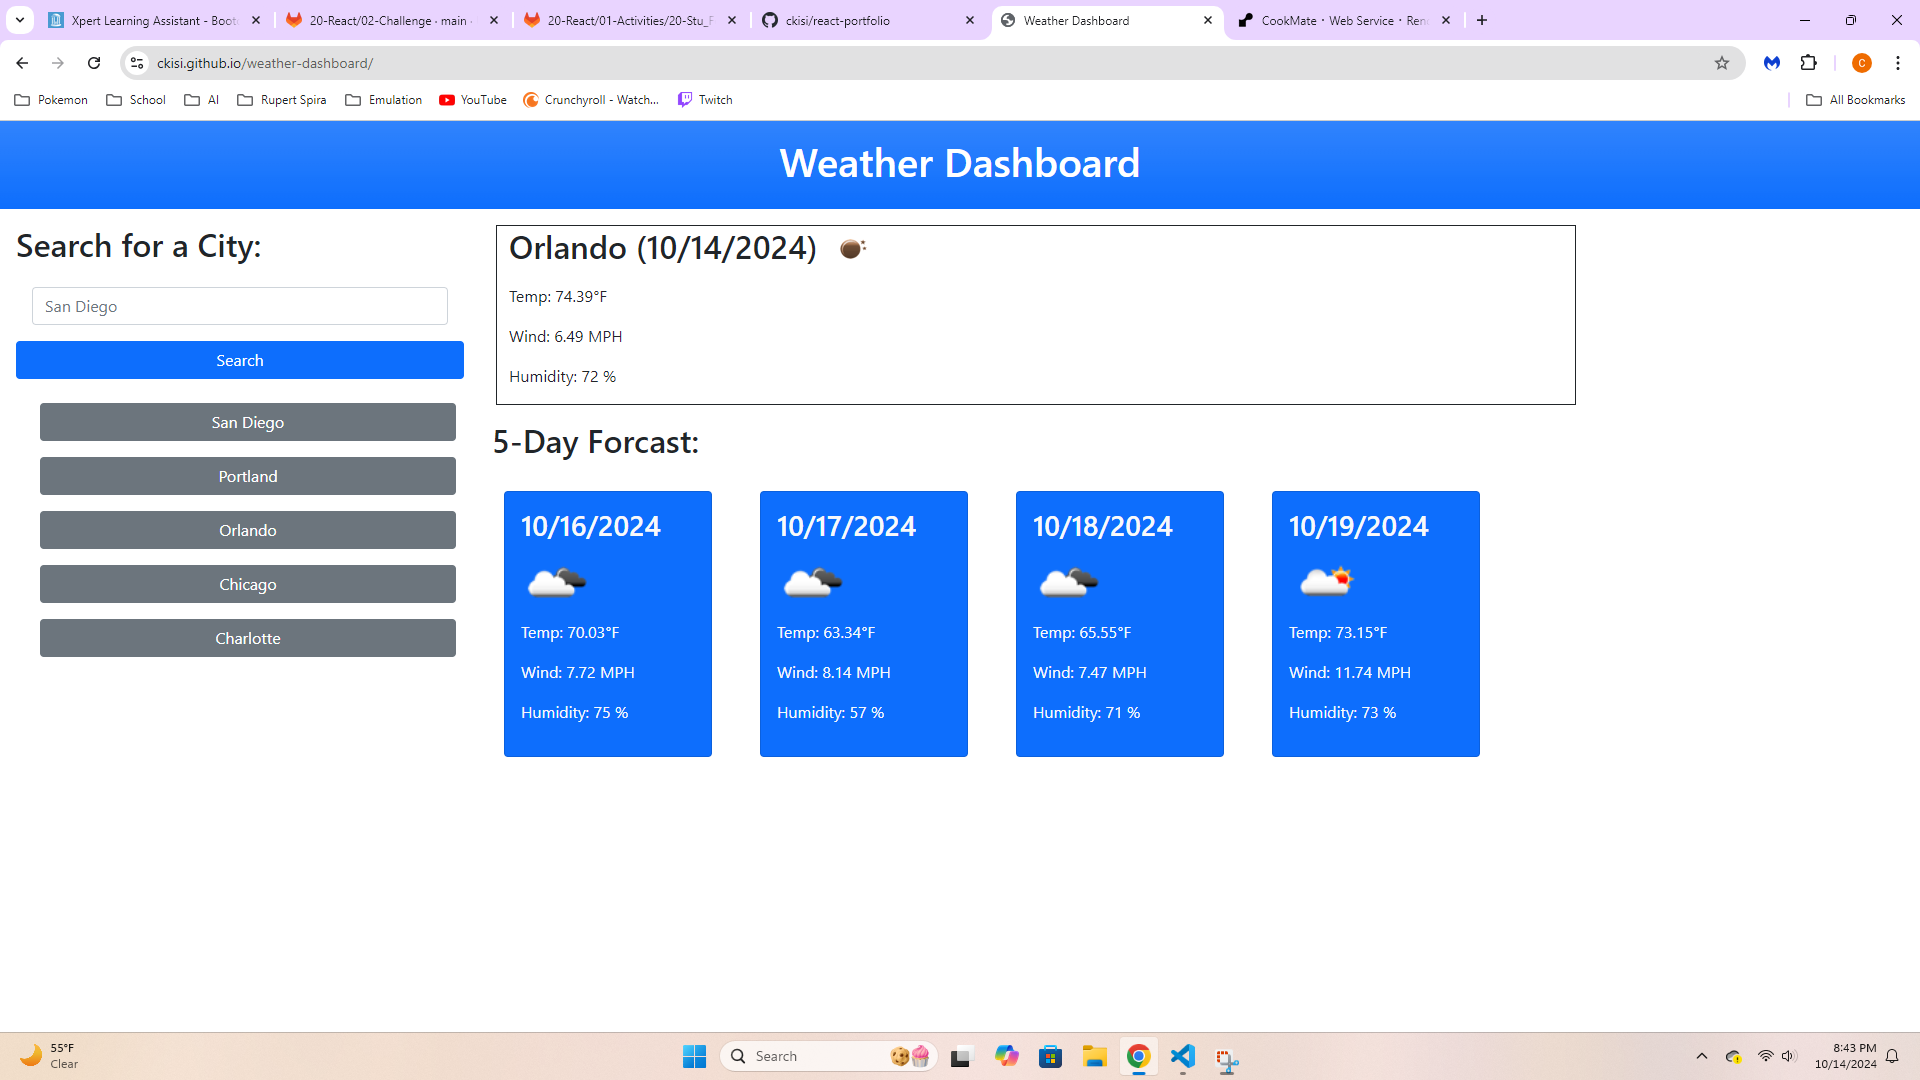 Xpert Learning Assistant - Boot
20-React/02-Challenge · main
20-React/01-Activities/20-Stu_
ckisi/react-portfolio
Weather Dashboard
CookMate · Web Service · Ren
ckisi.github.io/weather-dashboard/
C
Pokemon
School
AI
Rupert Spira
Emulation
YouTube
Crunchyroll - Watch...
Twitch
All Bookmarks
Weather Dashboard
Search for a City:
San Diego
Search
San Diego
Portland
Orlando
Chicago
Charlotte
Orlando (10/14/2024)
Temp: 74.39°F
Wind: 6.49 MPH
Humidity: 72 %
5-Day Forcast:
10/16/2024
Temp: 70.03°F
Wind: 7.72 MPH
Humidity: 75 %
10/17/2024
Temp: 63.34°F
Wind: 8.14 MPH
Humidity: 57 %
10/18/2024
Temp: 65.55°F
Wind: 7.47 MPH
Humidity: 71 %
10/19/2024
Temp: 73.15°F
Wind: 11.74 MPH
Humidity: 73 %
55°F
Clear
Search
8:43 PM
10/14/2024